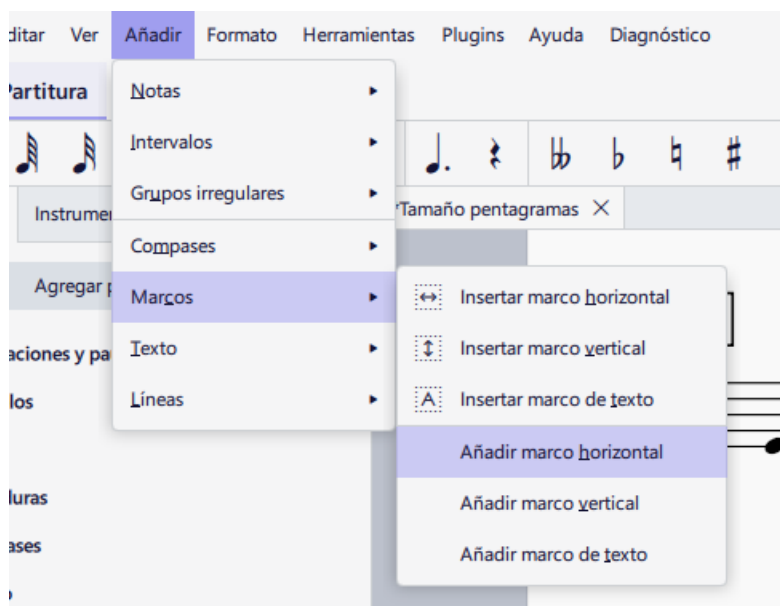 ditar Ver Añadir Formato Herramientas Plugins Ayuda Diagnóstico
Partitura
Notas
Intervalos
Grupos irregulares
Instrumen
*Tamaño pentagramas
Compases
Agregar p
Marcos
Insertar marco horizontal
aciones y pa
Texto
Insertar marco vertical
los
Líneas
Insertar marco de texto
Añadir marco horizontal
duras
Añadir marco vertical
ases
Añadir marco de texto